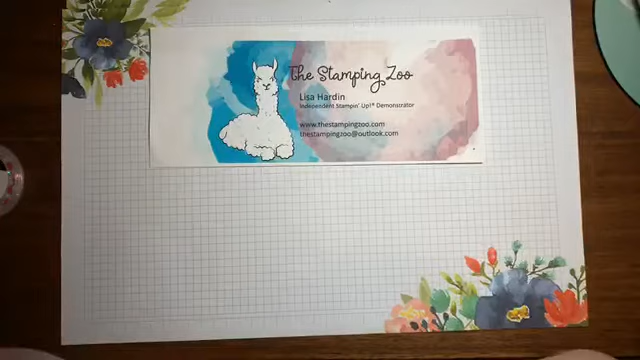 The Stamping Zoo
Lisa Hardin
Independent Stampin' Up!® Demonstrator
www.thestampingzoo.com
thestampingzoo@outlook.com